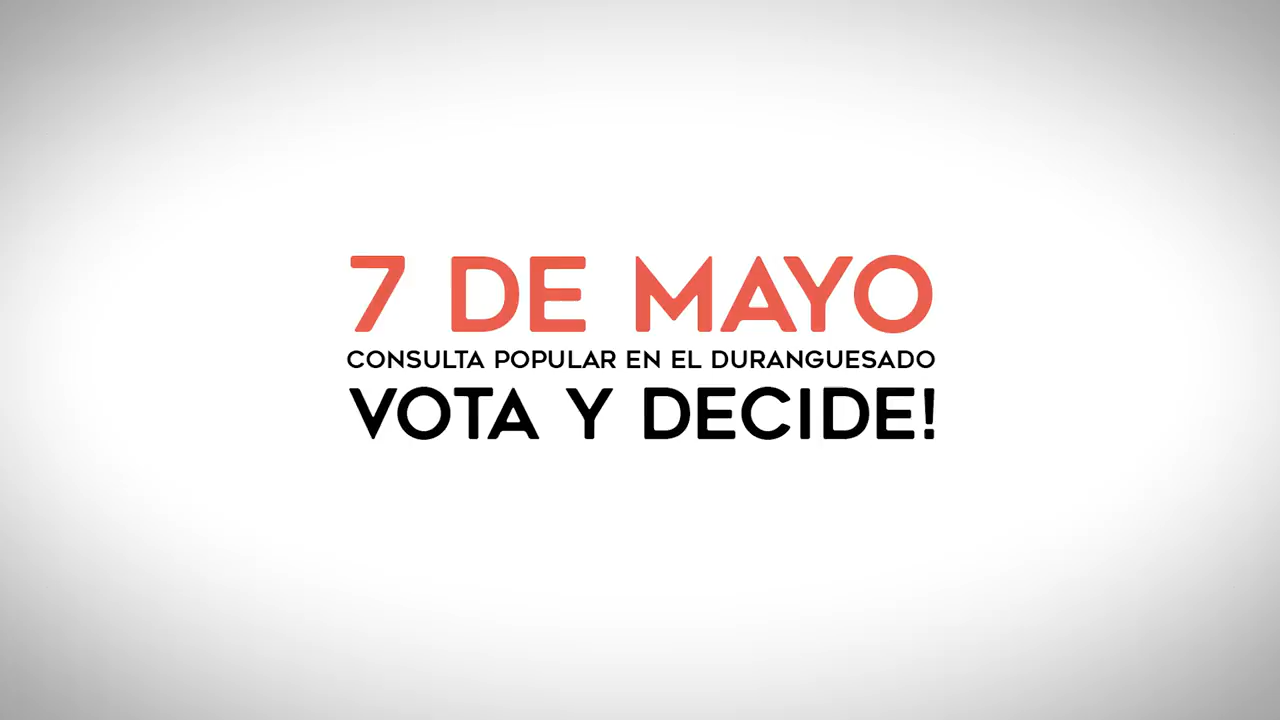 7 DE MAYO
CONSULTA POPULAR EN EL DURANGUESADO
VOTA Y DECIDE!